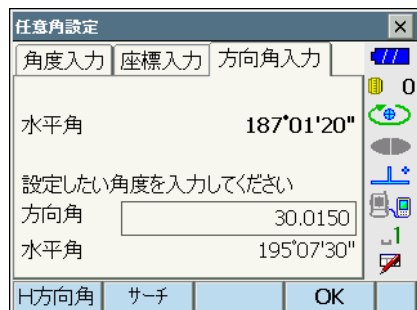 任意角設定
角度入力 座標入力 方向角入力
0
水平角 187°01'20"
設定したい角度を入力してください
方向角 30.0150
水平角 195°07'30"
1
H方向角 サーチ OK